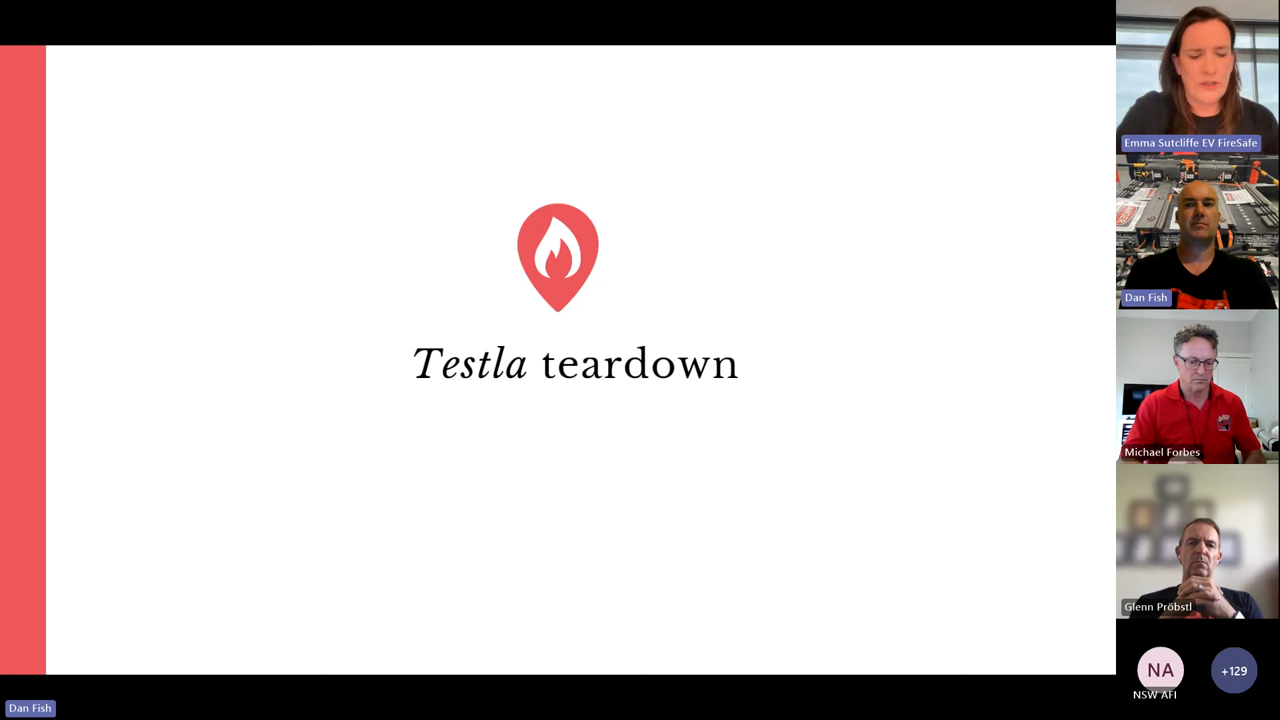 Testla teardown
Emma Sutcliffe EV FireSafe
Dan Fish
Michael Forbes
Glenn Pröbstl
NA
NSW AFI
+129
Dan Fish